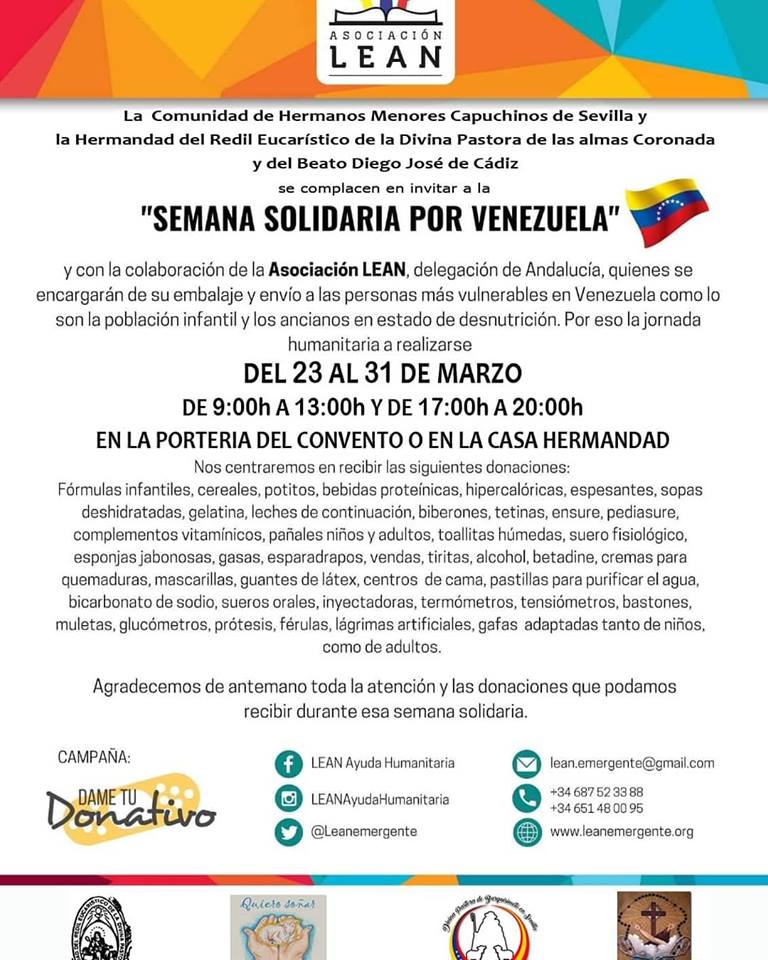 ASOCIACIÓN
LEAN
La Comunidad de Hermanos Menores Capuchinos de Sevilla y
la Hermandad del Redil Eucarístico de la Divina Pastora de las almas Coronada
y del Beato Diego José de Cádiz
se complacen en invitar a la
"SEMANA SOLIDARIA POR VENEZUELA"
y con la colaboración de la Asociación LEAN, delegación de Andalucía, quienes se
encargarán de su embalaje y envío a las personas más vulnerables en Venezuela como lo
son la población infantil y los ancianos en estado de desnutrición. Por eso la jornada
humanitaria a realizarse
DEL 23 AL 31 DE MARZO
DE 9:00h A 13:00h Y DE 17:00h A 20:00h
EN LA PORTERIA DEL CONVENTO O EN LA CASA HERMANDAD
Nos centraremos en recibir las siguientes donaciones:
Fórmulas infantiles, cereales, potitos, bebidas proteínicas, hipercalóricas, espesantes, sopas
deshidratadas, gelatina, leches de continuación, biberones, tetinas, ensure, pediasure,
complementos vitamínicos, pañales niños y adultos, toallitas húmedas, suero fisiológico,
esponjas jabonosas, gasas, esparadrapos, vendas, tiritas, alcohol, betadine, cremas para
quemaduras, mascarillas, guantes de látex, centros de cama, pastillas para purificar el agua,
bicarbonato de sodio, sueros orales, inyectadoras, termómetros, tensiómetros, bastones,
muletas, glucómetros, prótesis, férulas, lágrimas artificiales, gafas adaptadas tanto de niños,
como de adultos.
Agradecemos de antemano toda la atención y las donaciones que podamos
recibir durante esa semana solidaria.
CAMPAÑA:
DAME TU
Donativo
LEAN Ayuda Humanitaria
LEANAyudaHumanitaria
@Leanemergente
lean.emergente@gmail.com
+34 687 52 33 88
+34 651 48 00 95
www.leanemergente.org
Quiero soñar